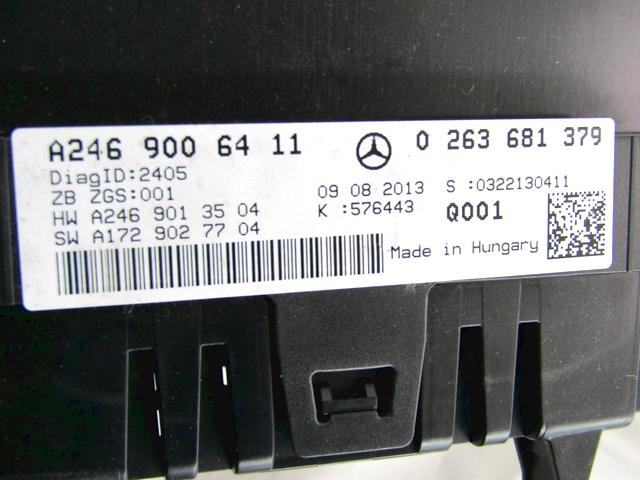 A246 900 64 11 0 263 681 379
DiagID:2405
ZB ZGS:001 09 08 2013 S :0322130411
HW A246 901 35 04 K :576443 Q001
SW A172 902 77 04 Made in Hungary